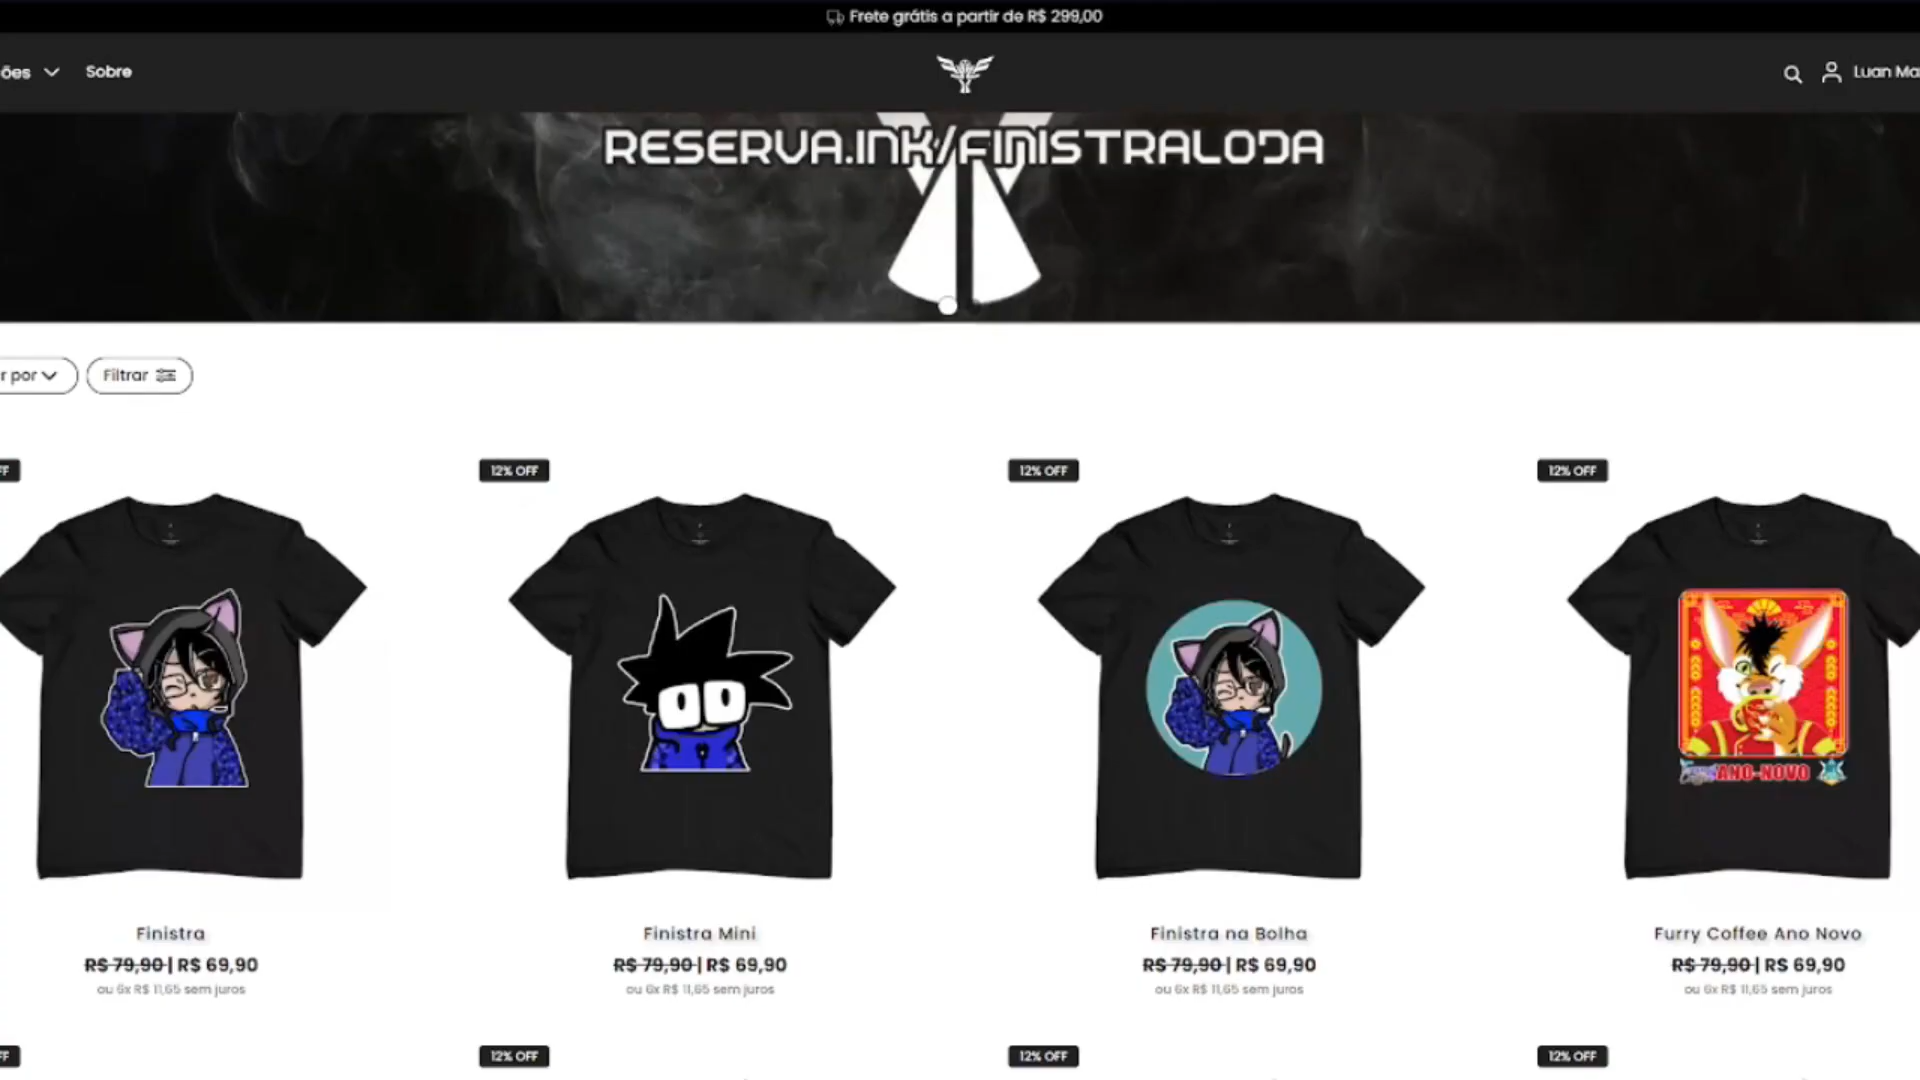 Frete grátis a partir de R$ 299,00
ões Sobre
Luan Ma
RESERVA.INK/FINISTRALOJA
r por Filtrar
FF 12% OFF 12% OFF 12% OFF
ANO-NOVO
Finistra Finistra Mini Finistra na Bolha Furry Coffee Ano Novo
R$ 79,90 | R$ 69,90 R$ 79,90 | R$ 69,90 R$ 79,90 | R$ 69,90 R$ 79,90 | R$ 69,90
ou 6x R$ 11,65 sem juros ou 6x R$ 11,65 sem juros ou 6x R$ 11,65 sem juros ou 6x R$ 11,65 sem juros
FF 12% OFF 12% OFF 12% OFF